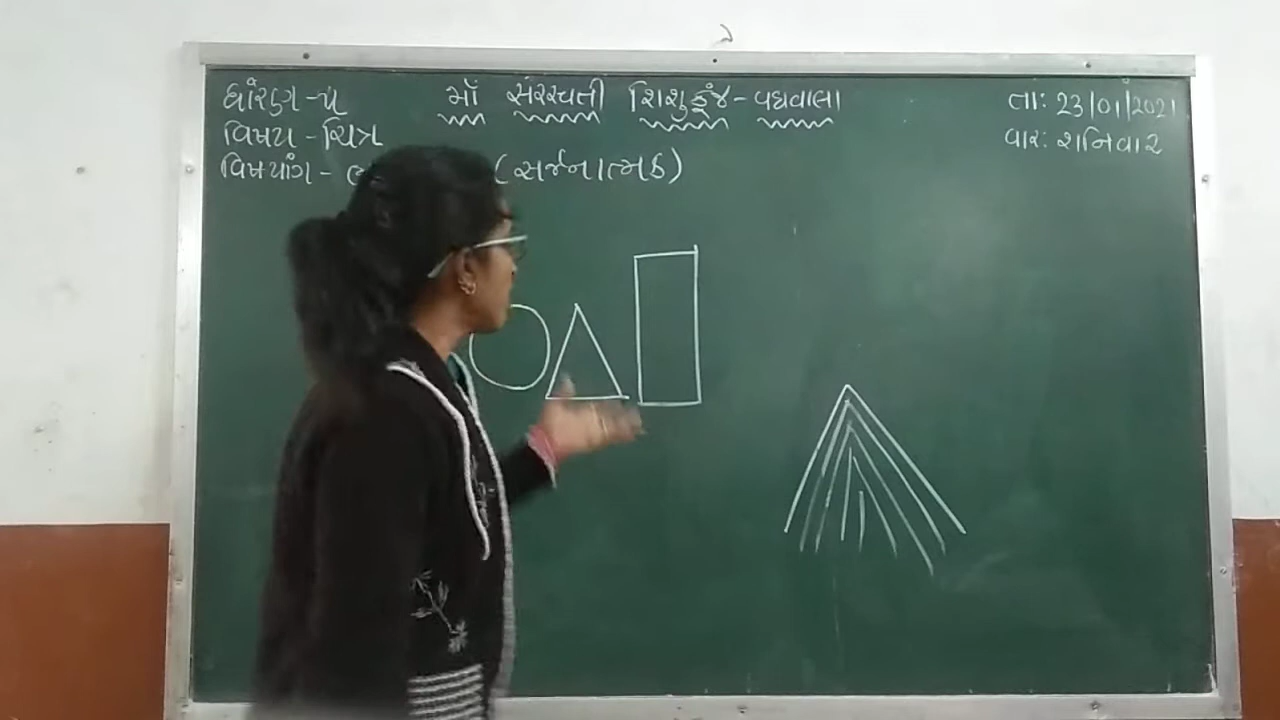 ધોરણ - ૫
માઁ સરસ્વતી શિશુકૂંજ - વઘવાલા
તા: 23/01/2021
વિષય - ચિત્ર
વાર: શનિવાર
વિષયાંગ - (સર્જનાત્મક)